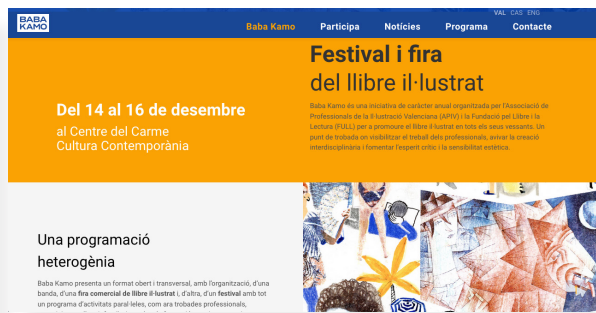 VAL CAS ENG
BABA
KAMO
Baba Kamo Participa Notícies Programa Contacte
Festival i fira
del llibre il·lustrat
Del 14 al 16 de desembre
al Centre del Carme
Cultura Contemporània
Baba Kamo és una iniciativa de caràcter anual organitzada per l'Associació de
Professionals de la il·lustració Valenciana (APIV) i la Fundació pel Llibre i la
Lectura (FULL) per a promoure el llibre il·lustrat en tots els seus vessants. Un
punt de trobada on visibilitzar el treball dels professionals, avivar la creació
interdisciplinària i fomentar l'esperit crític i la sensibilitat estètica.
Una programació
heterogènia
Baba Kamo presenta un format obert i transversal, amb l'organització, d'una
banda, d'una fira comercial de llibre il·lustrat i, d'altra, d'un festival amb tot
un programa d'activitats paral·leles, com ara trobades professionals,